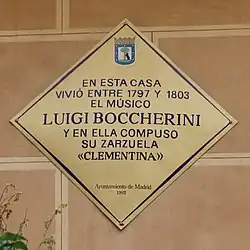 EN ESTA CASA
VIVIÓ ENTRE 1797 Y 1803
EL MÚSICO
LUIGI BOCCHERINI
Y EN ELLA COMPUSO
SU ZARZUELA
«CLEMENTINA»
Ayuntamiento de Madrid